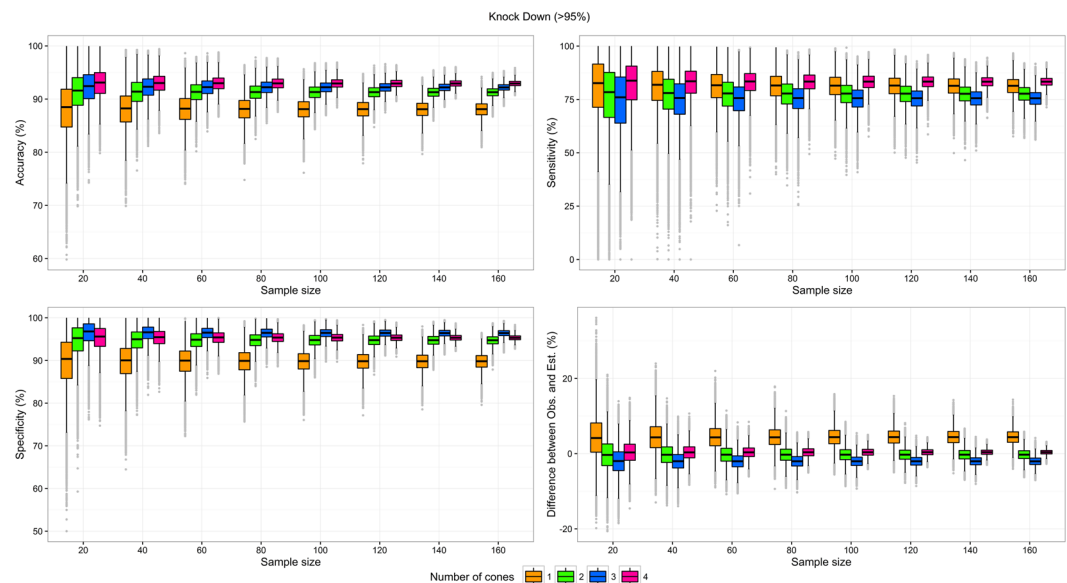 Knock Down (>95%)
Accuracy (%)
100
90
80
70
60
20 40 60 80 100 120 140 160
Sample size
Sensitivity (%)
100
75
50
25
0
20 40 60 80 100 120 140 160
Sample size
Specificity (%)
100
90
80
70
60
50
20 40 60 80 100 120 140 160
Sample size
Difference between Obs. and Est. (%)
20
0
-20
20 40 60 80 100 120 140 160
Sample size
Number of cones 1 2 3 4